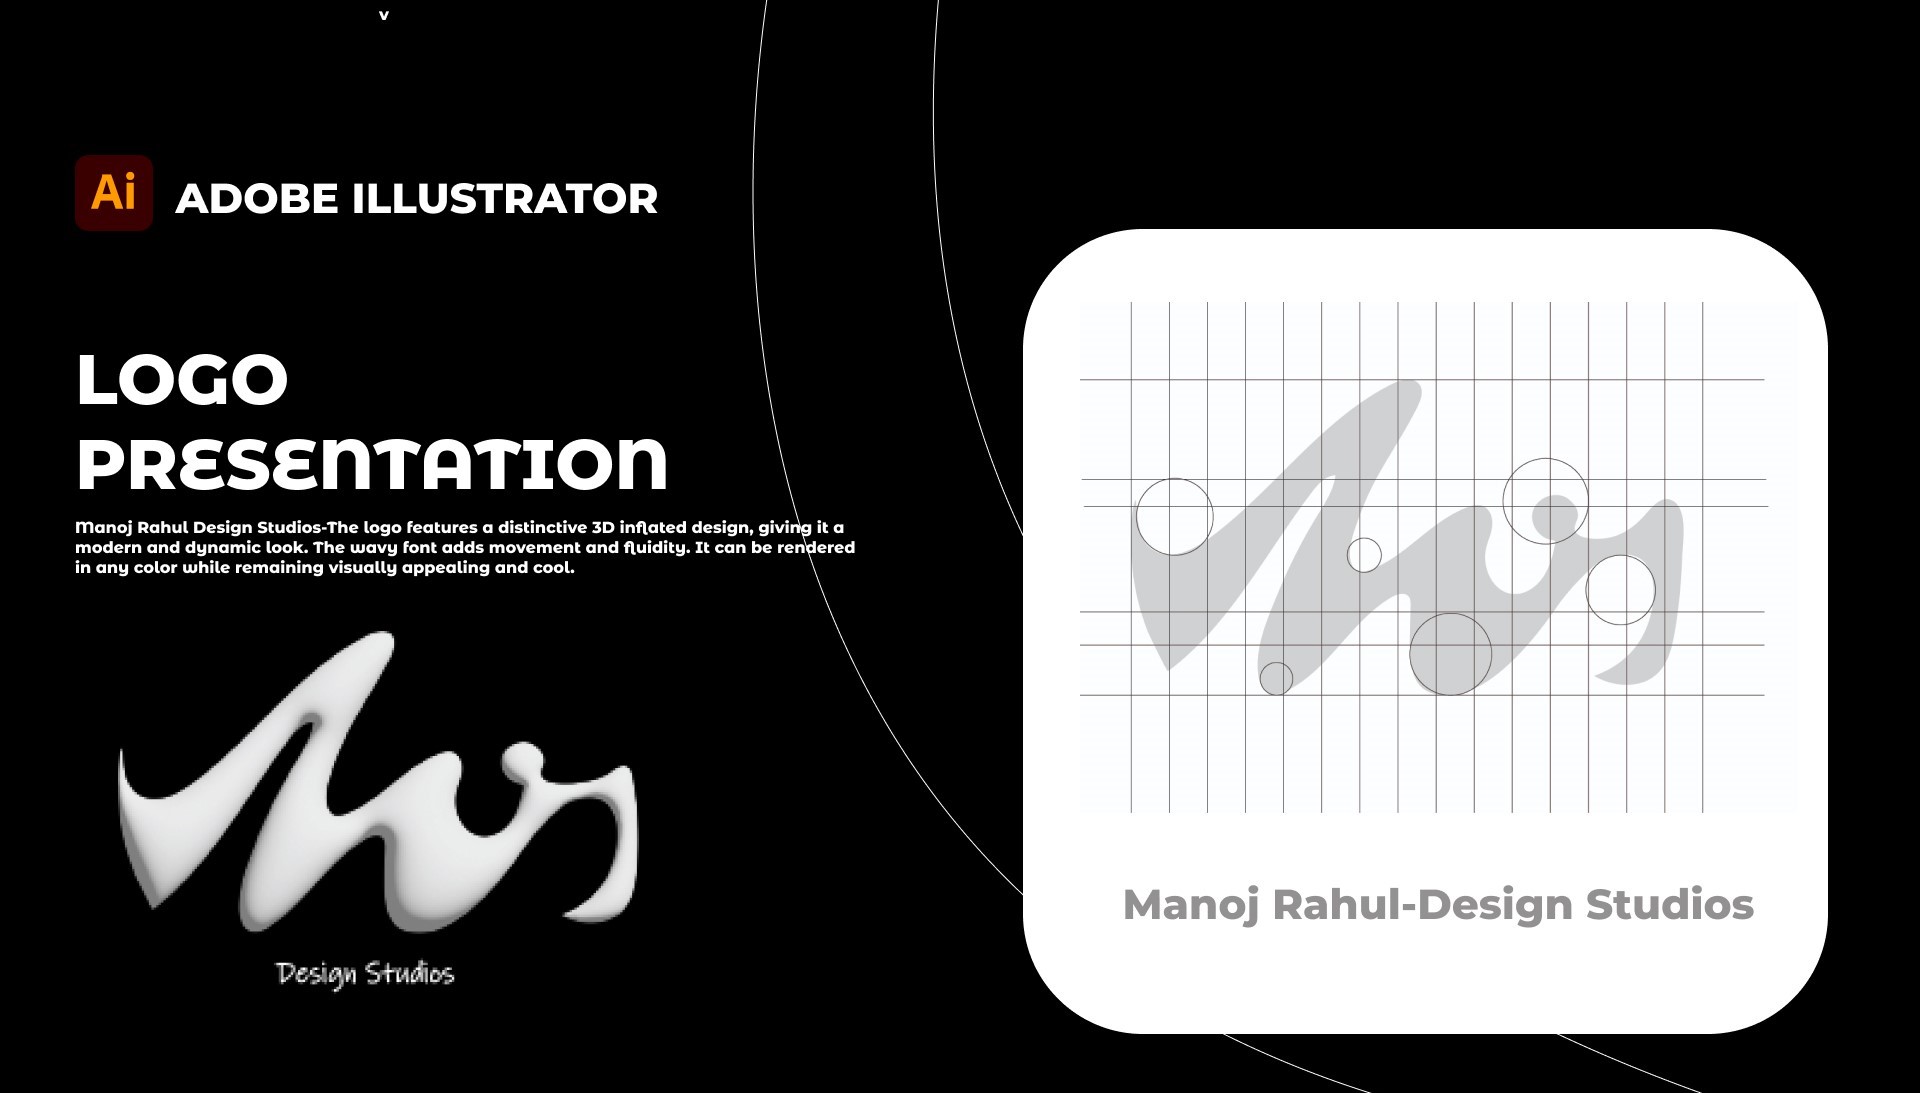 v
Ai
ADOBE ILLUSTRATOR
LOGO
PRESENTATION
Manoj Rahul Design Studios-The logo features a distinctive 3D inflated design, giving it a
modern and dynamic look. The wavy font adds movement and fluidity. It can be rendered
in any color while remaining visually appealing and cool.
Design Studios
Manoj Rahul-Design Studios